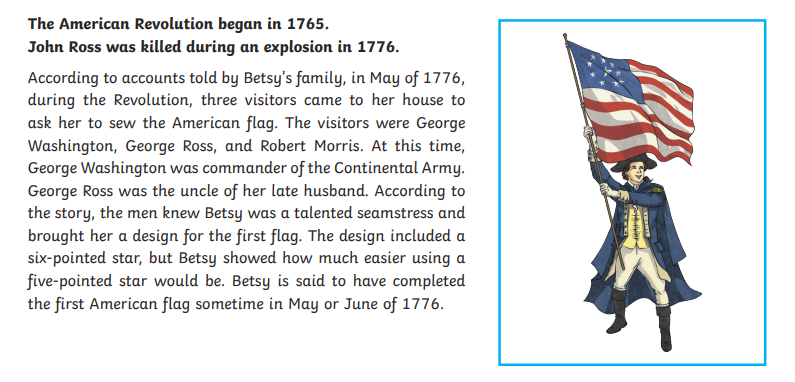 The American Revolution began in 1765.
John Ross was killed during an explosion in 1776.
According to accounts told by Betsy's family, in May of 1776,
during the Revolution, three visitors came to her house to
ask her to sew the American flag. The visitors were George
Washington, George Ross, and Robert Morris. At this time,
George Washington was commander of the Continental Army.
George Ross was the uncle of her late husband. According to
the story, the men knew Betsy was a talented seamstress and
brought her a design for the first flag. The design included a
six-pointed star, but Betsy showed how much easier using a
five-pointed star would be. Betsy is said to have completed
the first American flag sometime in May or June of 1776.